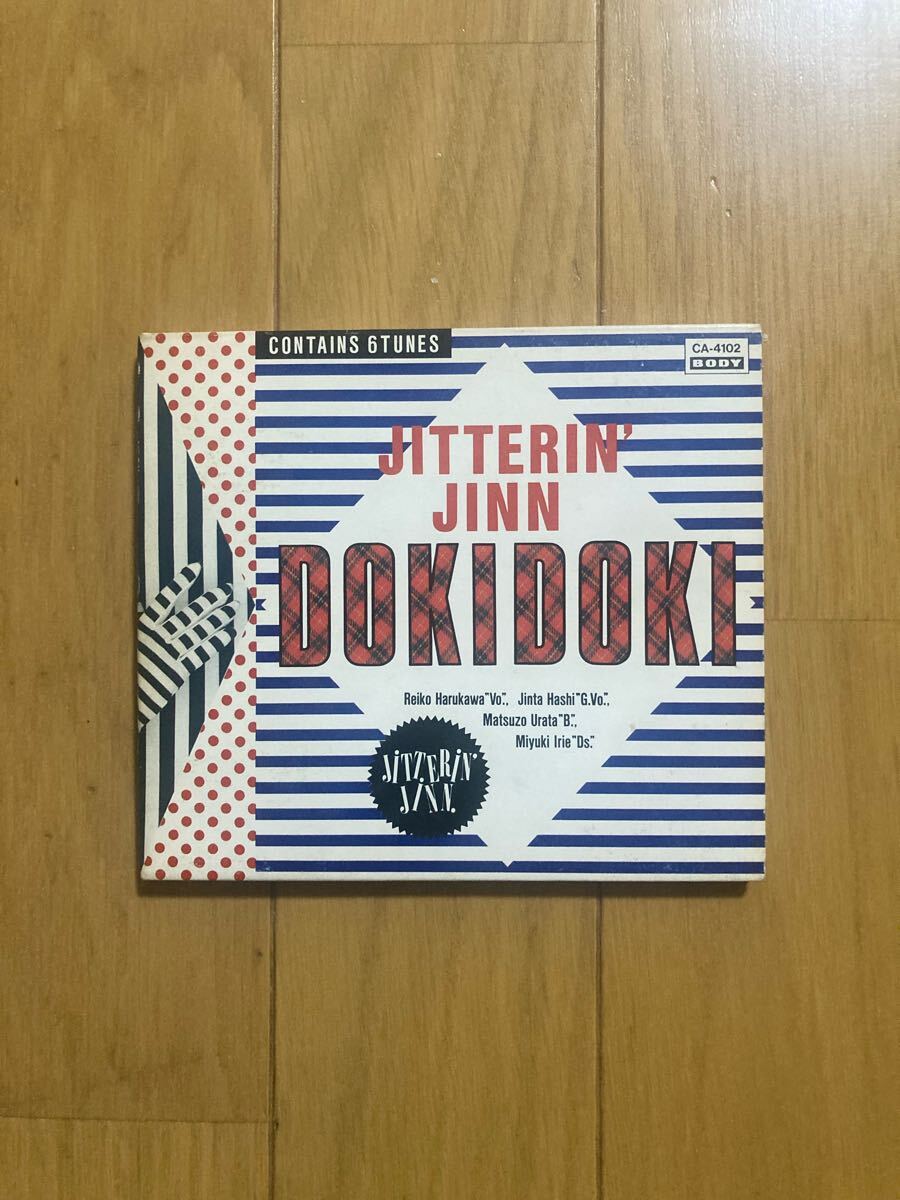 CONTAINS 6TUNES
CA-4102
BODY
JITTERIN'
JINN
DOKIDOKI
Reiko Harukawa"Vo.", Jinta Hashi"G.Vo.",
Matsuzo Urata"B.",
Miyuki Irie"Ds."
JiTTERiN'
JiNN.